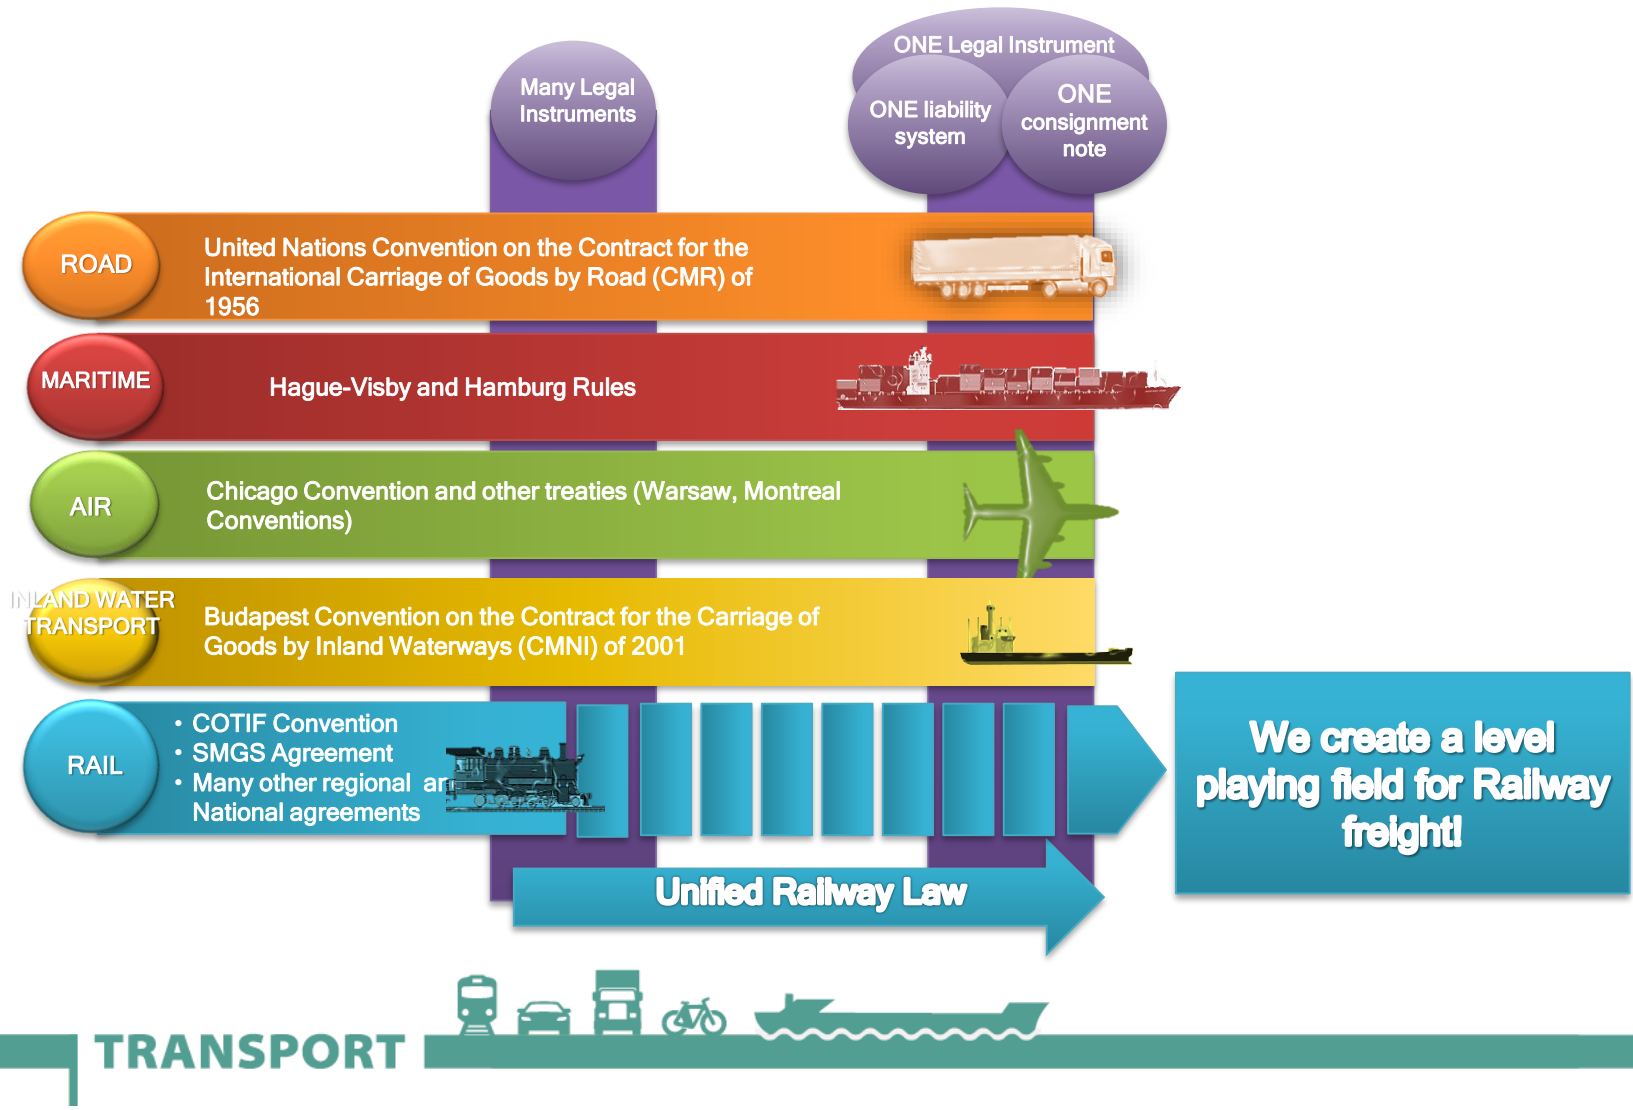 Many Legal
Instruments
ONE Legal Instrument
ONE liability
system
ONE
consignment
note
ROAD
United Nations Convention on the Contract for the
International Carriage of Goods by Road (CMR) of
1956
MARITIME
Hague-Visby and Hamburg Rules
AIR
Chicago Convention and other treaties (Warsaw, Montreal
Conventions)
INLAND WATER
TRANSPORT
Budapest Convention on the Contract for the Carriage of
Goods by Inland Waterways (CMNI) of 2001
RAIL
• COTIF Convention
• SMGS Agreement
• Many other regional
National agreements
We create a level
playing field for Railway
freight!
Unified Railway Law
TRANSPORT